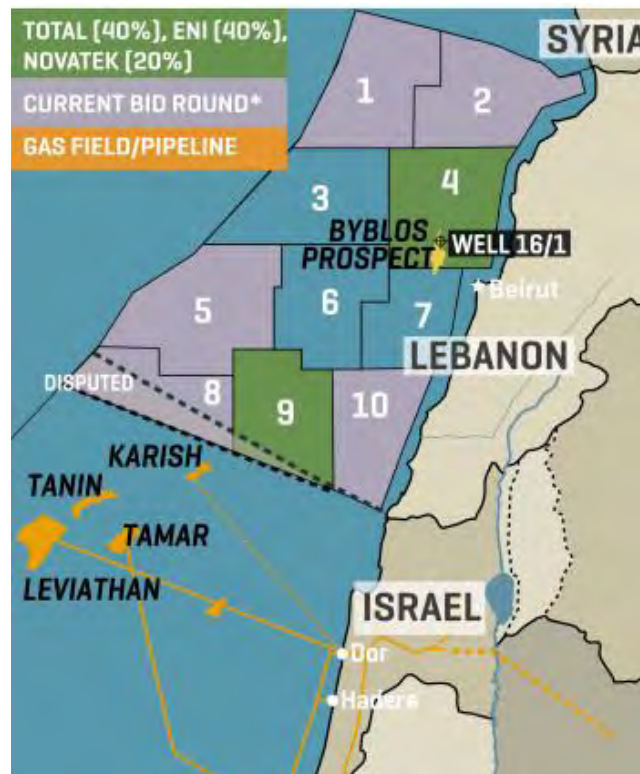 TOTAL (40%), ENI (40%),
NOVATEK (20%)
CURRENT BID ROUND*
GAS FIELD/PIPELINE
SYRIA
1
2
3
4
BYBLOS
PROSPECT
WELL 16/1
5
6
7
Beirut
LEBANON
DISPUTED
8
9
10
KARISH
TANIN
TAMAR
LEVIATHAN
ISRAEL
Dor
Hadera